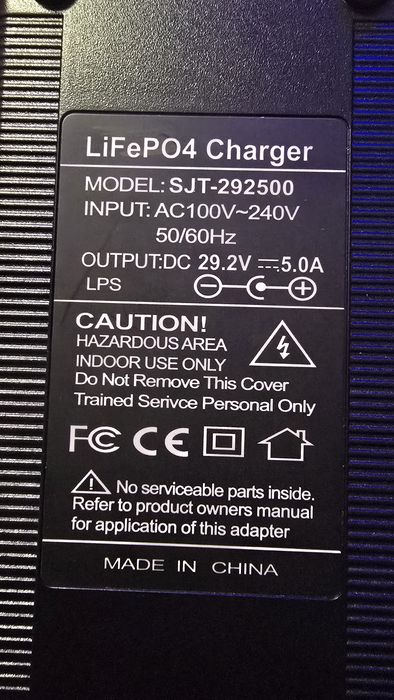 LiFePO4 Charger
MODEL: SJT-292500
INPUT: AC100V~240V
50/60Hz
OUTPUT:DC 29.2V ⎓5.0A
LPS
CAUTION!
HAZARDOUS AREA
INDOOR USE ONLY
Do Not Remove This Cover
Trained Serivce Personal Only
FC CE
No serviceable parts inside.
Refer to product owners manual
for application of this adapter
MADE IN CHINA